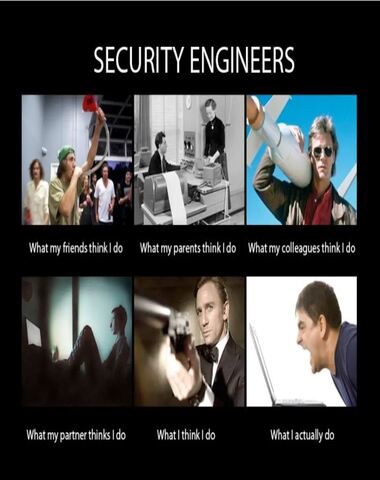 SECURITY ENGINEERS
What my friends think I do
What my parents think I do
What my colleagues think I do
What my partner thinks I do
What I think I do
What I actually do